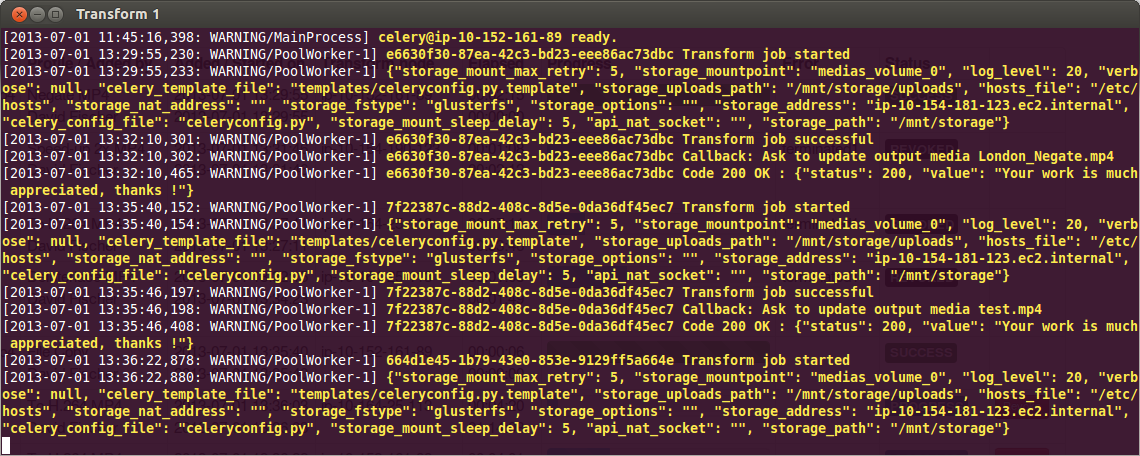 Transform 1
[2013-07-01 11:45:16,398: WARNING/MainProcess] celery@ip-10-152-161-89 ready.
[2013-07-01 13:29:55,230: WARNING/PoolWorker-1] e6630f30-87ea-42c3-bd23-eee86ac73dbc Transform job started
[2013-07-01 13:29:55,233: WARNING/PoolWorker-1] {"storage_mount_max_retry": 5, "storage_mountpoint": "medias_volume_0", "log_level": 20, "verb
ose": null, "celery_template_file": "templates/celeryconfig.py.template", "storage_uploads_path": "/mnt/storage/uploads", "hosts_file": "/etc/
hosts", "storage_nat_address": "", "storage_fstype": "glusterfs", "storage_options": "", "storage_address": "ip-10-154-181-123.ec2.internal",
"celery_config_file": "celeryconfig.py", "storage_mount_sleep_delay": 5, "api_nat_socket": "", "storage_path": "/mnt/storage"}
[2013-07-01 13:32:10,301: WARNING/PoolWorker-1] e6630f30-87ea-42c3-bd23-eee86ac73dbc Transform job successful
[2013-07-01 13:32:10,302: WARNING/PoolWorker-1] e6630f30-87ea-42c3-bd23-eee86ac73dbc Callback: Ask to update output media London_Negate.mp4
[2013-07-01 13:32:10,465: WARNING/PoolWorker-1] e6630f30-87ea-42c3-bd23-eee86ac73dbc Code 200 OK : {"status": 200, "value": "Your work is much
 appreciated, thanks !"}
[2013-07-01 13:35:40,152: WARNING/PoolWorker-1] 7f22387c-88d2-408c-8d5e-0da36df45ec7 Transform job started
[2013-07-01 13:35:40,154: WARNING/PoolWorker-1] {"storage_mount_max_retry": 5, "storage_mountpoint": "medias_volume_0", "log_level": 20, "verb
ose": null, "celery_template_file": "templates/celeryconfig.py.template", "storage_uploads_path": "/mnt/storage/uploads", "hosts_file": "/etc/
hosts", "storage_nat_address": "", "storage_fstype": "glusterfs", "storage_options": "", "storage_address": "ip-10-154-181-123.ec2.internal",
"celery_config_file": "celeryconfig.py", "storage_mount_sleep_delay": 5, "api_nat_socket": "", "storage_path": "/mnt/storage"}
[2013-07-01 13:35:46,197: WARNING/PoolWorker-1] 7f22387c-88d2-408c-8d5e-0da36df45ec7 Transform job successful
[2013-07-01 13:35:46,198: WARNING/PoolWorker-1] 7f22387c-88d2-408c-8d5e-0da36df45ec7 Callback: Ask to update output media test.mp4
[2013-07-01 13:35:46,408: WARNING/PoolWorker-1] 7f22387c-88d2-408c-8d5e-0da36df45ec7 Code 200 OK : {"status": 200, "value": "Your work is much
 appreciated, thanks !"}
[2013-07-01 13:36:22,878: WARNING/PoolWorker-1] 664d1e45-1b79-43e0-853e-9129ff5a664e Transform job started
[2013-07-01 13:36:22,880: WARNING/PoolWorker-1] {"storage_mount_max_retry": 5, "storage_mountpoint": "medias_volume_0", "log_level": 20, "verb
ose": null, "celery_template_file": "templates/celeryconfig.py.template", "storage_uploads_path": "/mnt/storage/uploads", "hosts_file": "/etc/
hosts", "storage_nat_address": "", "storage_fstype": "glusterfs", "storage_options": "", "storage_address": "ip-10-154-181-123.ec2.internal",
"celery_config_file": "celeryconfig.py", "storage_mount_sleep_delay": 5, "api_nat_socket": "", "storage_path": "/mnt/storage"}